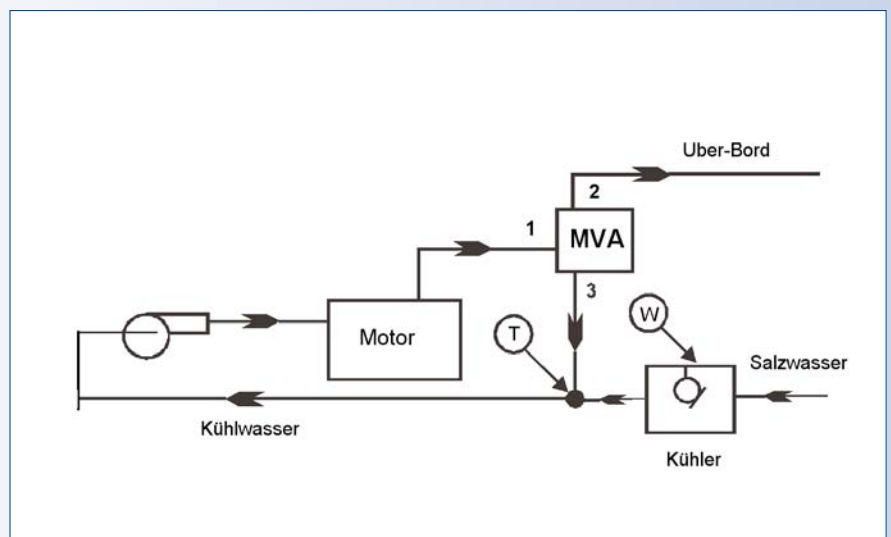 Uber-Bord
2
1
MVA
3
W
T
Motor
Salzwasser
Kühlwasser
Kühler